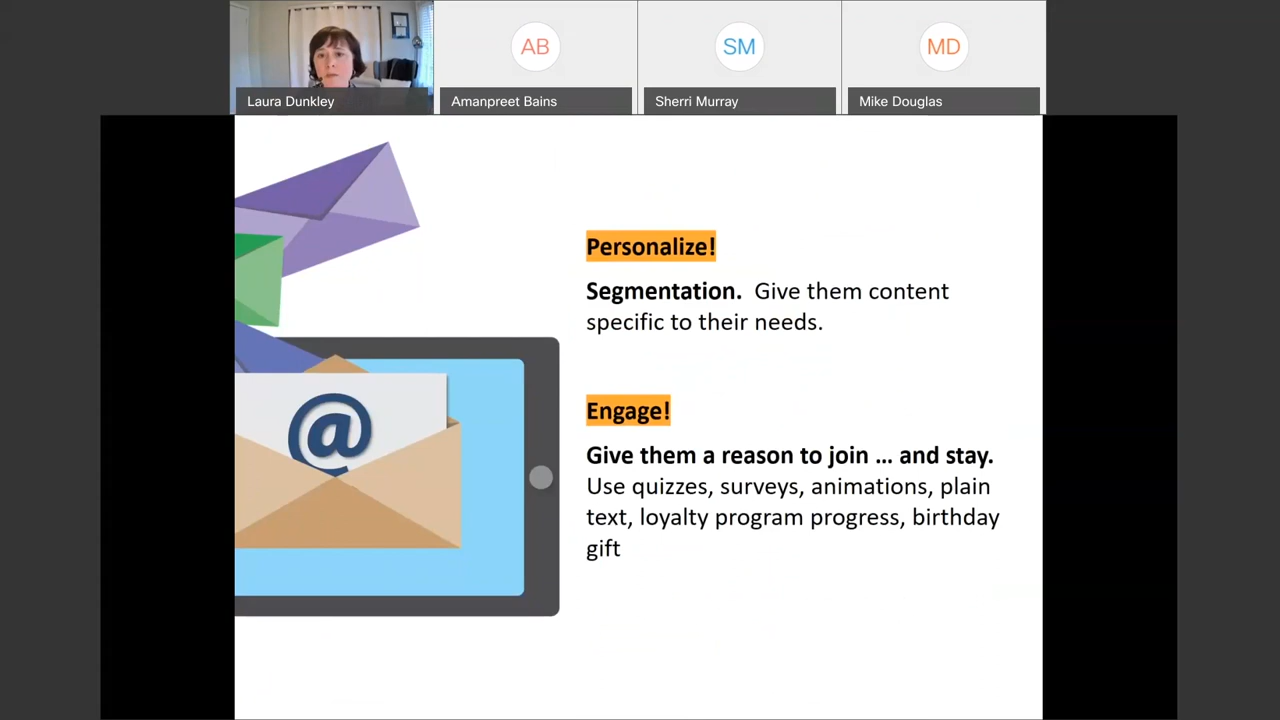 AB
SM
MD
Laura Dunkley
Amanpreet Bains
Sherri Murray
Mike Douglas
Personalize!
Segmentation. Give them content
specific to their needs.
@
Engage!
Give them a reason to join ... and stay.
Use quizzes, surveys, animations, plain
text, loyalty program progress, birthday
gift